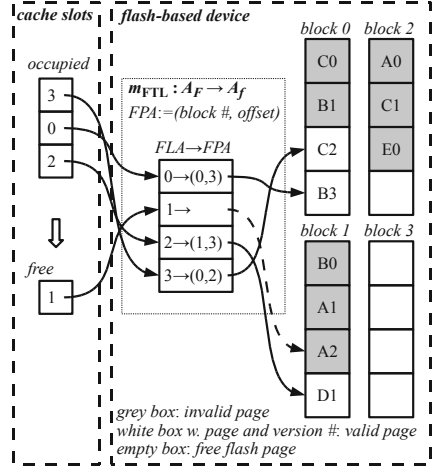 cache slots
flash-based device
occupied
3
0
2
free
1
m_FTL : A_F → A_f
FPA:=(block #, offset)
FLA→FPA
0→(0,3)
1→
2→(1,3)
3→(0,2)
block 0
C0
B1
C2
B3
block 2
A0
C1
E0
block 1
B0
A1
A2
D1
block 3
grey box: invalid page
white box w. page and version #: valid page
empty box: free flash page